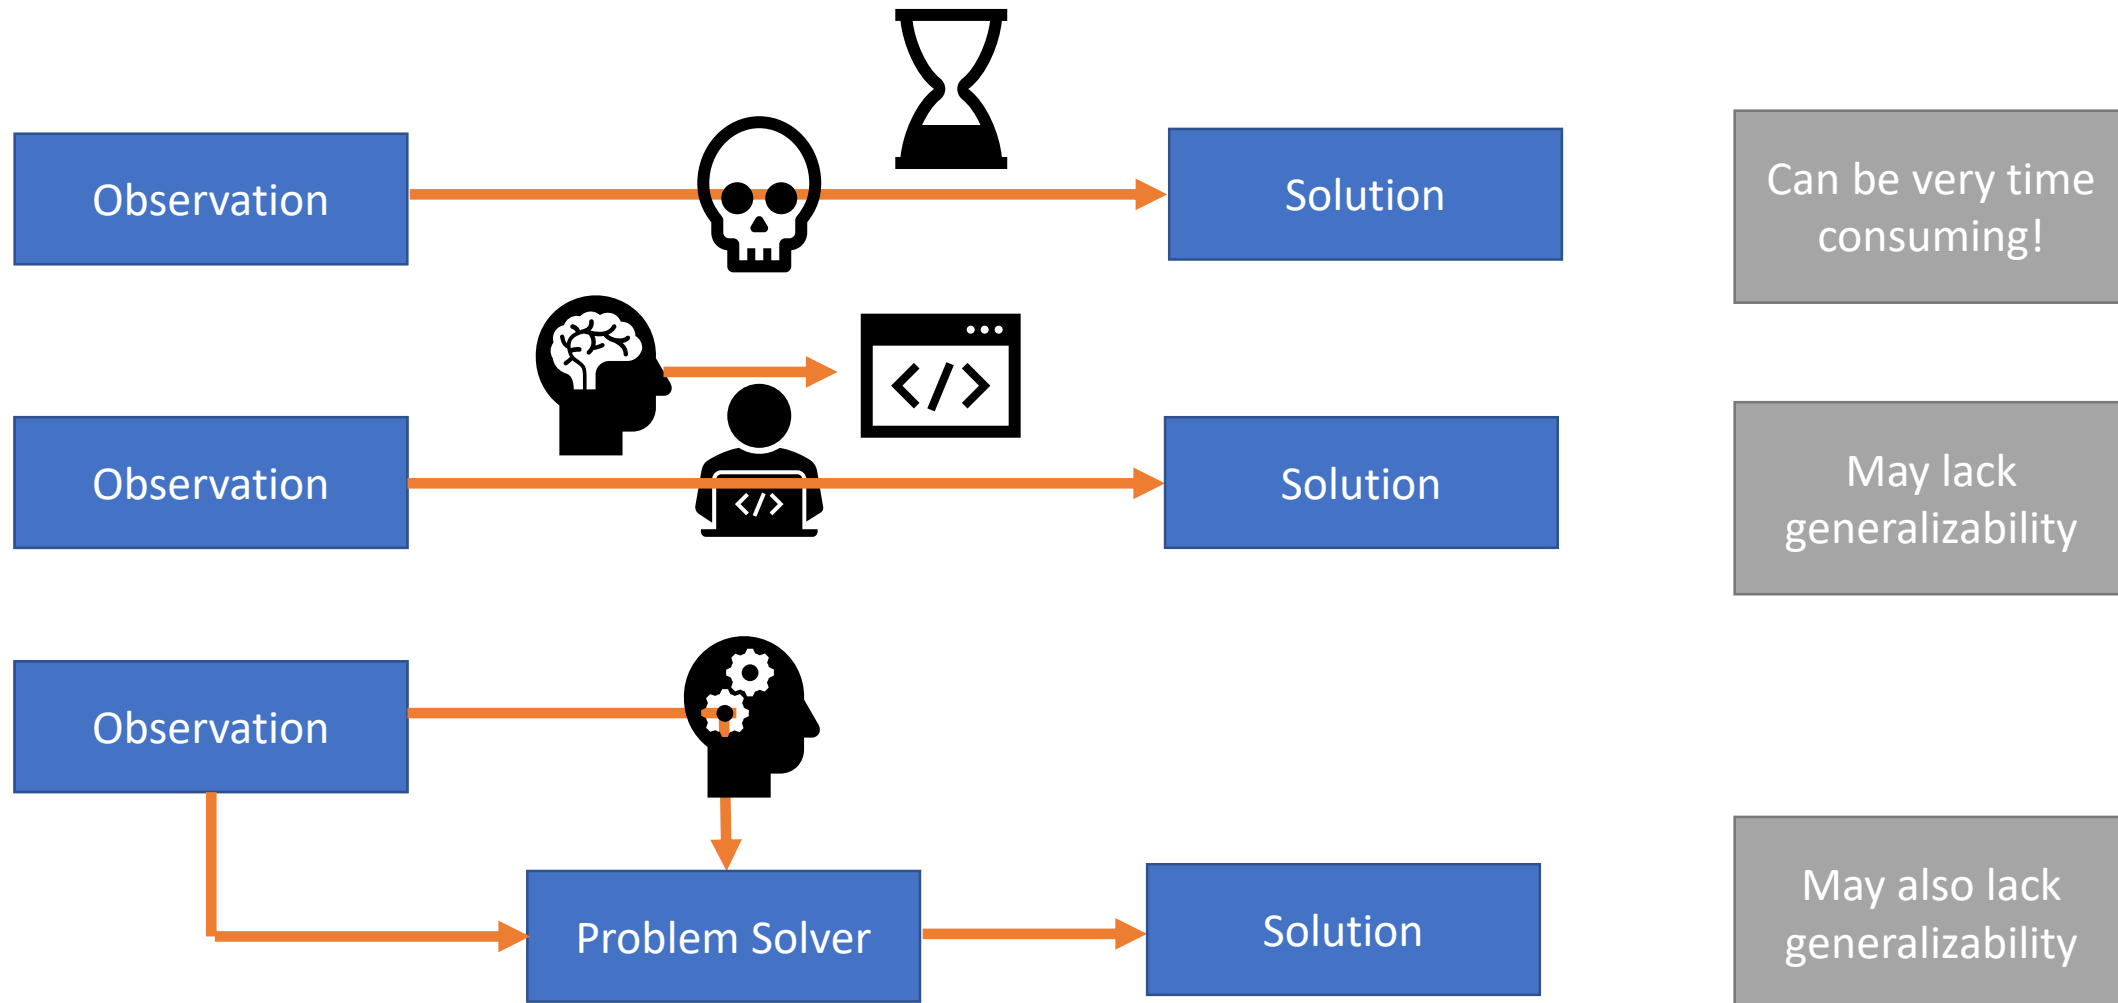 Observation
Solution
Can be very time
consuming!
</>
Observation
</>
Solution
May lack
generalizability
Observation
Problem Solver
Solution
May also lack
generalizability